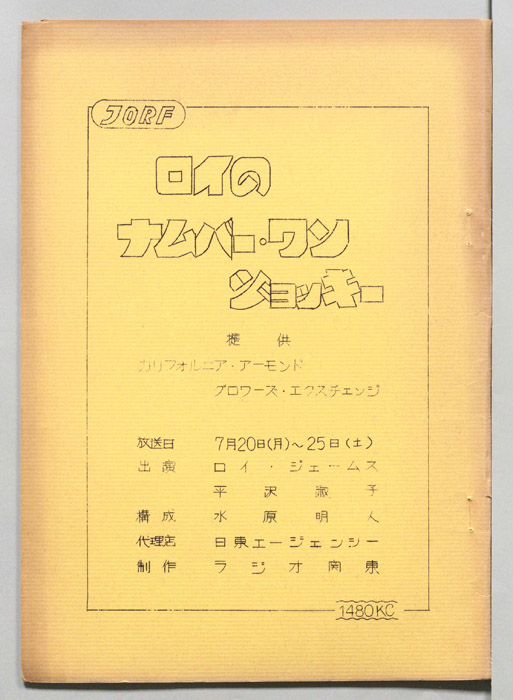 JORF
ロイの
ナムバー・ワン
ジョッキー
提供
カリフォルニア・アーモンド
グロワーズ・エクスチェンジ
放送日 7月20日(月)~25日(土)
出演 ロイ・ジェームス
平沢淑子
構成 水原明人
代理店 日東エージェンシー
制作 ラジオ関東
1480KC